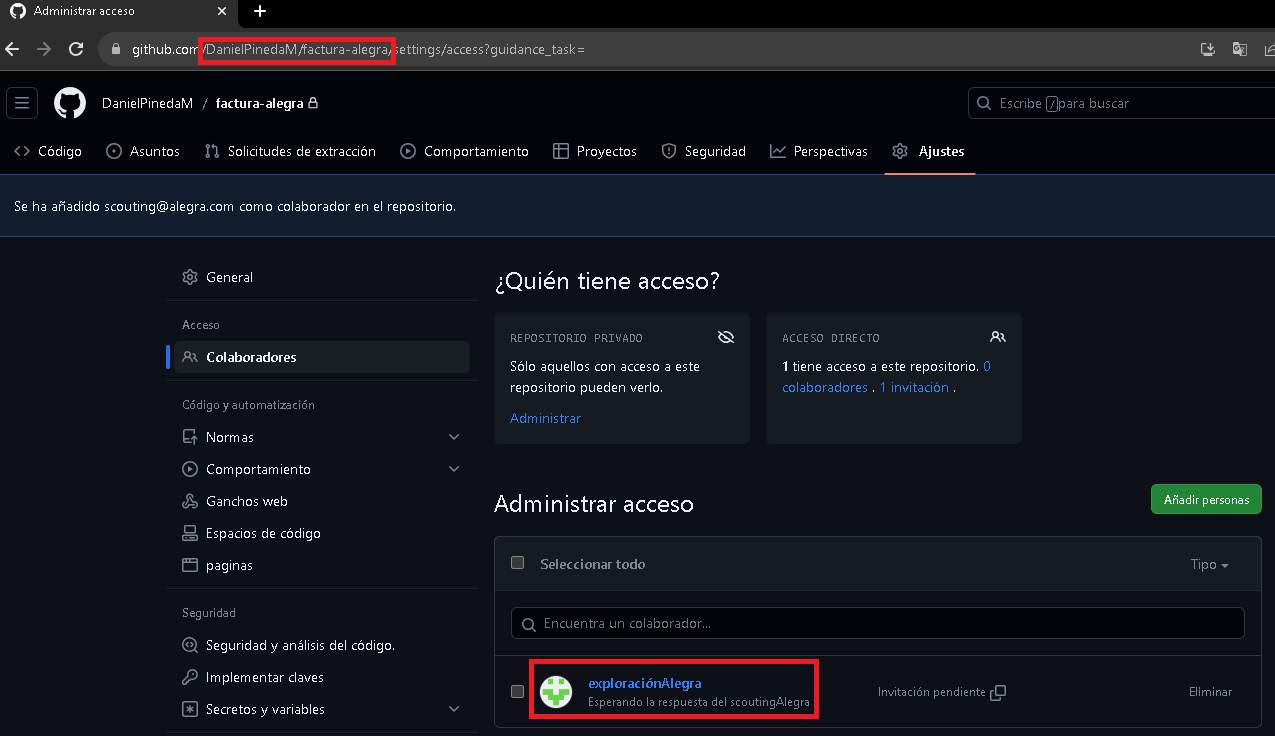 Administrar acceso
github.com/DanielPinedaM/factura-alegra/settings/access?guidance_task=
DanielPinedaM / factura-alegra
Escribe / para buscar
Código Asuntos Solicitudes de extracción Comportamiento Proyectos Seguridad Perspectivas Ajustes
Se ha añadido scouting@alegra.com como colaborador en el repositorio.
General
Acceso
Colaboradores
Código y automatización
Normas
Comportamiento
Ganchos web
Espacios de código
paginas
Seguridad
Seguridad y análisis del código.
Implementar claves
Secretos y variables
¿Quién tiene acceso?
REPOSITORIO PRIVADO
Sólo aquellos con acceso a este
repositorio pueden verlo.
Administrar
ACCESO DIRECTO
1 tiene acceso a este repositorio. 0
colaboradores . 1 invitación .
Administrar acceso
Añadir personas
Seleccionar todo
Tipo
Encuentra un colaborador...
exploraciónAlegra
Esperando la respuesta del scoutingAlegra
Invitación pendiente
Eliminar